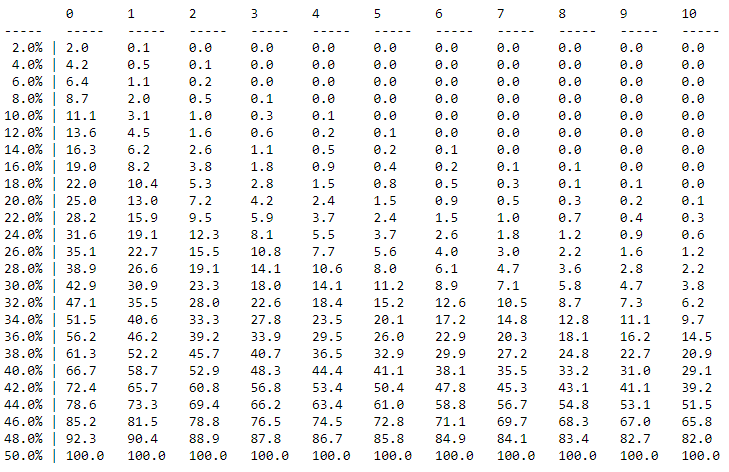 0 1 2 3 4 5 6 7 8 9 10
----- ----- ----- ----- ----- ----- ----- ----- ----- ----- ----- -----
2.0% | 2.0 0.1 0.0 0.0 0.0 0.0 0.0 0.0 0.0 0.0 0.0
4.0% | 4.2 0.5 0.1 0.0 0.0 0.0 0.0 0.0 0.0 0.0 0.0
6.0% | 6.4 1.1 0.2 0.0 0.0 0.0 0.0 0.0 0.0 0.0 0.0
8.0% | 8.7 2.0 0.5 0.1 0.0 0.0 0.0 0.0 0.0 0.0 0.0
10.0% | 11.1 3.1 1.0 0.3 0.1 0.0 0.0 0.0 0.0 0.0 0.0
12.0% | 13.6 4.5 1.6 0.6 0.2 0.1 0.0 0.0 0.0 0.0 0.0
14.0% | 16.3 6.2 2.6 1.1 0.5 0.2 0.1 0.0 0.0 0.0 0.0
16.0% | 19.0 8.2 3.8 1.8 0.9 0.4 0.2 0.1 0.1 0.0 0.0
18.0% | 22.0 10.4 5.3 2.8 1.5 0.8 0.5 0.3 0.1 0.1 0.0
20.0% | 25.0 13.0 7.2 4.2 2.4 1.5 0.9 0.5 0.3 0.2 0.1
22.0% | 28.2 15.9 9.5 5.9 3.7 2.4 1.5 1.0 0.7 0.4 0.3
24.0% | 31.6 19.1 12.3 8.1 5.5 3.7 2.6 1.8 1.2 0.9 0.6
26.0% | 35.1 22.7 15.5 10.8 7.7 5.6 4.0 3.0 2.2 1.6 1.2
28.0% | 38.9 26.6 19.1 14.1 10.6 8.0 6.1 4.7 3.6 2.8 2.2
30.0% | 42.9 30.9 23.3 18.0 14.1 11.2 8.9 7.1 5.8 4.7 3.8
32.0% | 47.1 35.5 28.0 22.6 18.4 15.2 12.6 10.5 8.7 7.3 6.2
34.0% | 51.5 40.6 33.3 27.8 23.5 20.1 17.2 14.8 12.8 11.1 9.7
36.0% | 56.2 46.2 39.2 33.9 29.5 26.0 22.9 20.3 18.1 16.2 14.5
38.0% | 61.3 52.2 45.7 40.7 36.5 32.9 29.9 27.2 24.8 22.7 20.9
40.0% | 66.7 58.7 52.9 48.3 44.4 41.1 38.1 35.5 33.2 31.0 29.1
42.0% | 72.4 65.7 60.8 56.8 53.4 50.4 47.8 45.3 43.1 41.1 39.2
44.0% | 78.6 73.3 69.4 66.2 63.4 61.0 58.8 56.7 54.8 53.1 51.5
46.0% | 85.2 81.5 78.8 76.5 74.5 72.8 71.1 69.7 68.3 67.0 65.8
48.0% | 92.3 90.4 88.9 87.8 86.7 85.8 84.9 84.1 83.4 82.7 82.0
50.0% | 100.0 100.0 100.0 100.0 100.0 100.0 100.0 100.0 100.0 100.0 100.0